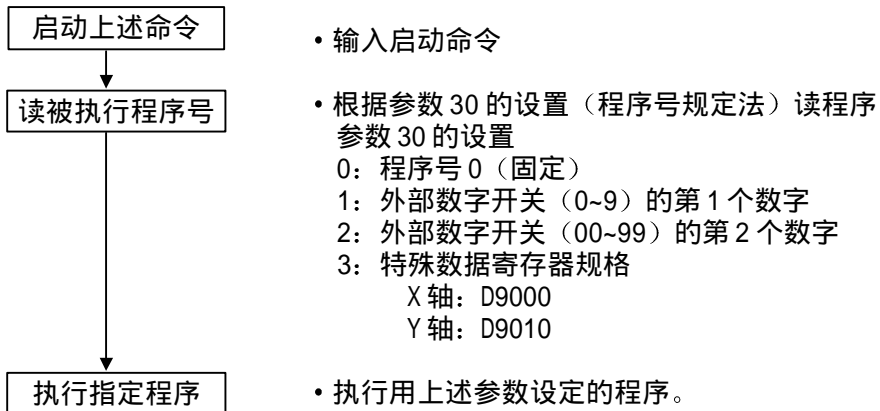 启动上述命令
•输入启动命令
读被执行程序号
•根据参数 30 的设置（程序号规定法）读程序
参数 30 的设置
0：程序号 0（固定）
1：外部数字开关（0~9）的第 1 个数字
2：外部数字开关（00~99）的第 2 个数字
3：特殊数据寄存器规格
X 轴：D9000
Y 轴：D9010
执行指定程序
•执行用上述参数设定的程序。